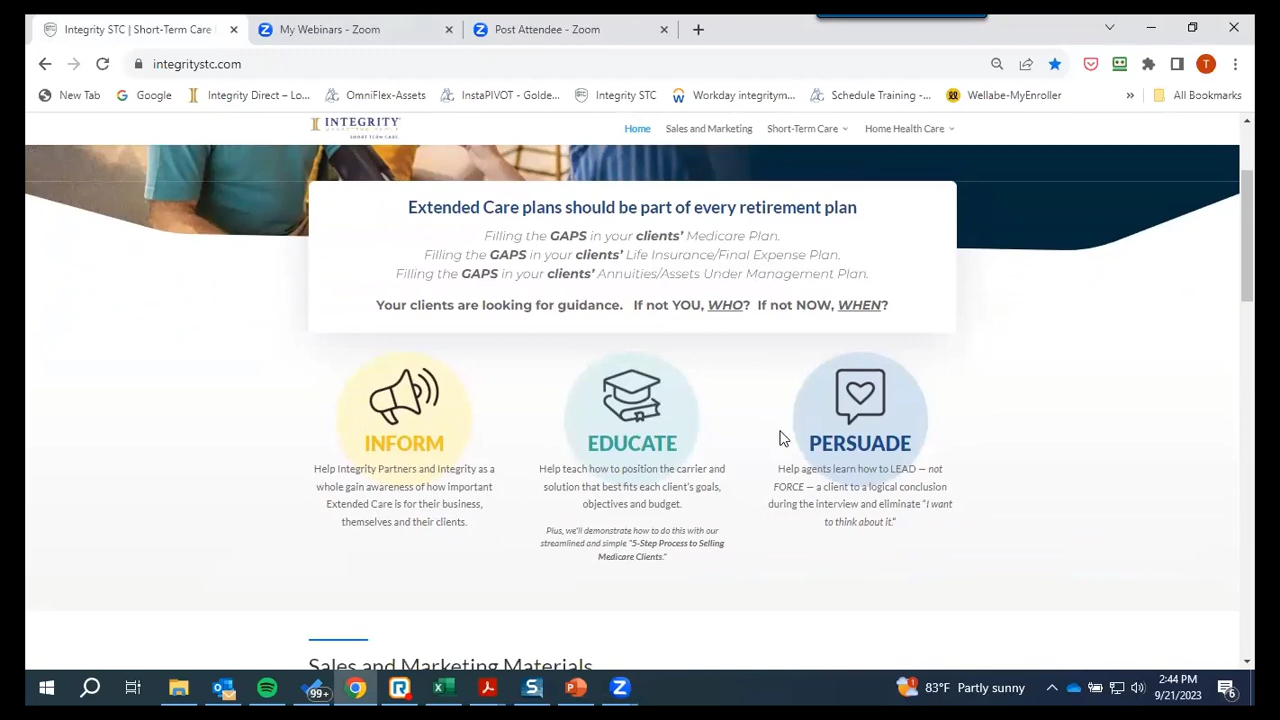 Integrity STC | Short-Term Care
My Webinars - Zoom
Post Attendee - Zoom
integritystc.com
T
New Tab
Google
Integrity Direct – Lo...
OmniFlex-Assets
InstaPIVOT - Golde...
Integrity STC
Workday integritym...
Schedule Training -...
Wellabe-MyEnroller
»
All Bookmarks
INTEGRITY
SHORT TERM CARE
Home
Sales and Marketing
Short-Term Care
Home Health Care
Extended Care plans should be part of every retirement plan
Filling the GAPS in your clients’ Medicare Plan.
Filling the GAPS in your clients’ Life Insurance/Final Expense Plan.
Filling the GAPS in your clients’ Annuities/Assets Under Management Plan.
Your clients are looking for guidance. If not YOU, WHO? If not NOW, WHEN?
INFORM
Help Integrity Partners and Integrity as a
whole gain awareness of how important
Extended Care is for their business,
themselves and their clients.
EDUCATE
Help teach how to position the carrier and
solution that best fits each client's goals,
objectives and budget.
Plus, we'll demonstrate how to do this with our
streamlined and simple "5-Step Process to Selling
Medicare Clients."
PERSUADE
Help agents learn how to LEAD — not
FORCE — a client to a logical conclusion
during the interview and eliminate "I want
to think about it."
Sales and Marketing Materials
99+
83°F Partly sunny
2:44 PM
9/21/2023
6